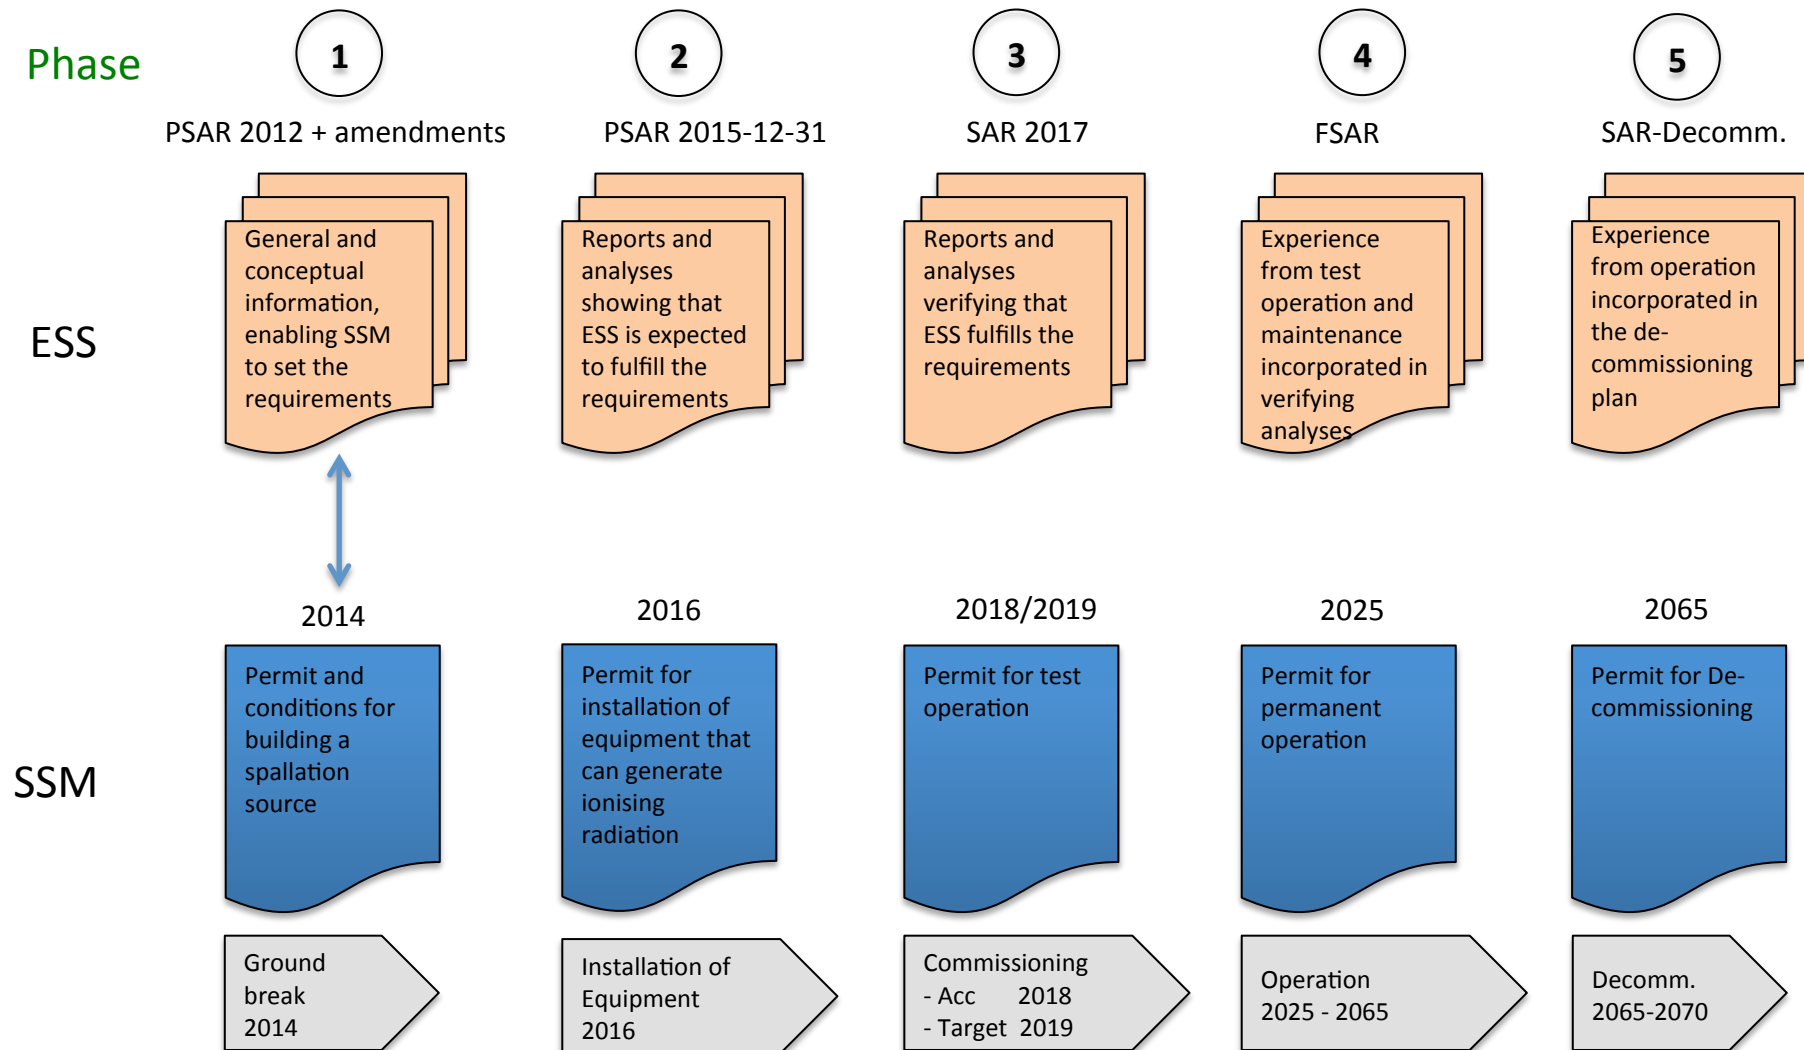 Phase
1
2
3
4
5
PSAR 2012 + amendments
PSAR 2015-12-31
SAR 2017
FSAR
SAR-Decomm.
ESS
General and
conceptual
information,
enabling SSM
to set the
requirements
Reports and
analyses
showing that
ESS is expected
to fulfill the
requirements
Reports and
analyses
verifying that
ESS fulfills the
requirements
Experience
from test
operation and
maintenance
incorporated in
verifying
analyses
Experience
from operation
incorporated in
the de-
commissioning
plan
2014
2016
2018/2019
2025
2065
SSM
Permit and
conditions for
building a
spallation
source
Permit for
installation of
equipment that
can generate
ionising
radiation
Permit for test
operation
Permit for
permanent
operation
Permit for De-
commissioning
Ground
break
2014
Installation of
Equipment
2016
Commissioning
- Acc 2018
- Target 2019
Operation
2025 - 2065
Decomm.
2065-2070